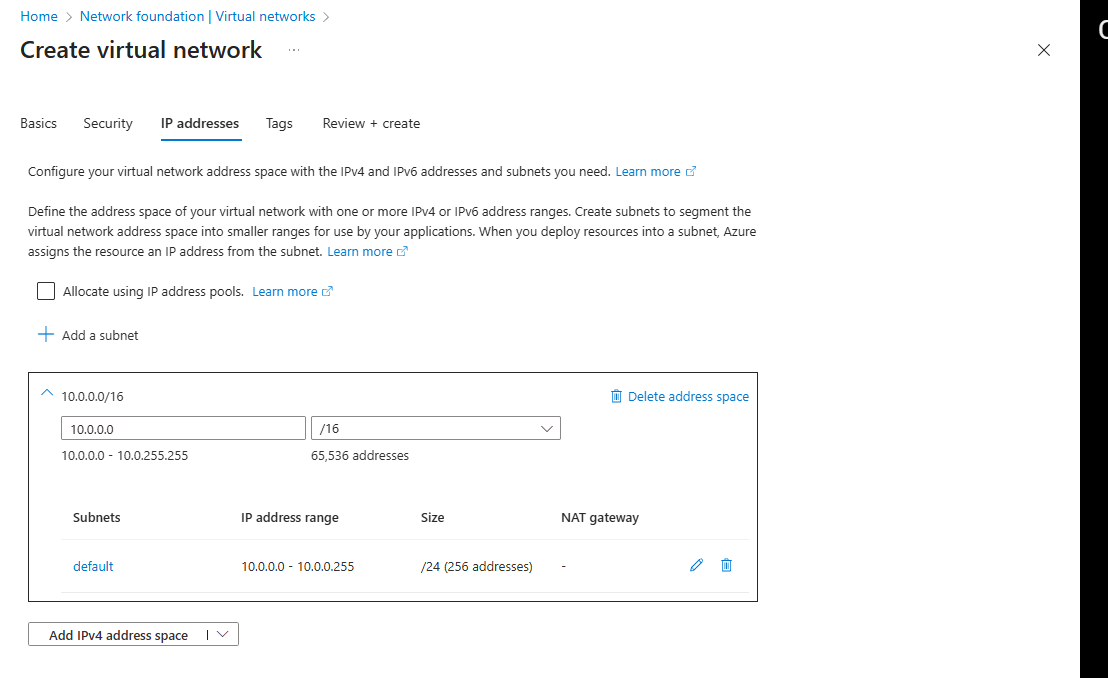 Home > Network foundation | Virtual networks >
Create virtual network ...
Basics Security IP addresses Tags Review + create
Configure your virtual network address space with the IPv4 and IPv6 addresses and subnets you need. Learn more
Define the address space of your virtual network with one or more IPv4 or IPv6 address ranges. Create subnets to segment the
virtual network address space into smaller ranges for use by your applications. When you deploy resources into a subnet, Azure
assigns the resource an IP address from the subnet. Learn more
Allocate using IP address pools. Learn more
Add a subnet
10.0.0.0/16 Delete address space
10.0.0.0 /16
10.0.0.0 - 10.0.255.255 65,536 addresses
Subnets IP address range Size NAT gateway
default 10.0.0.0 - 10.0.0.255 /24 (256 addresses) -
Add IPv4 address space |